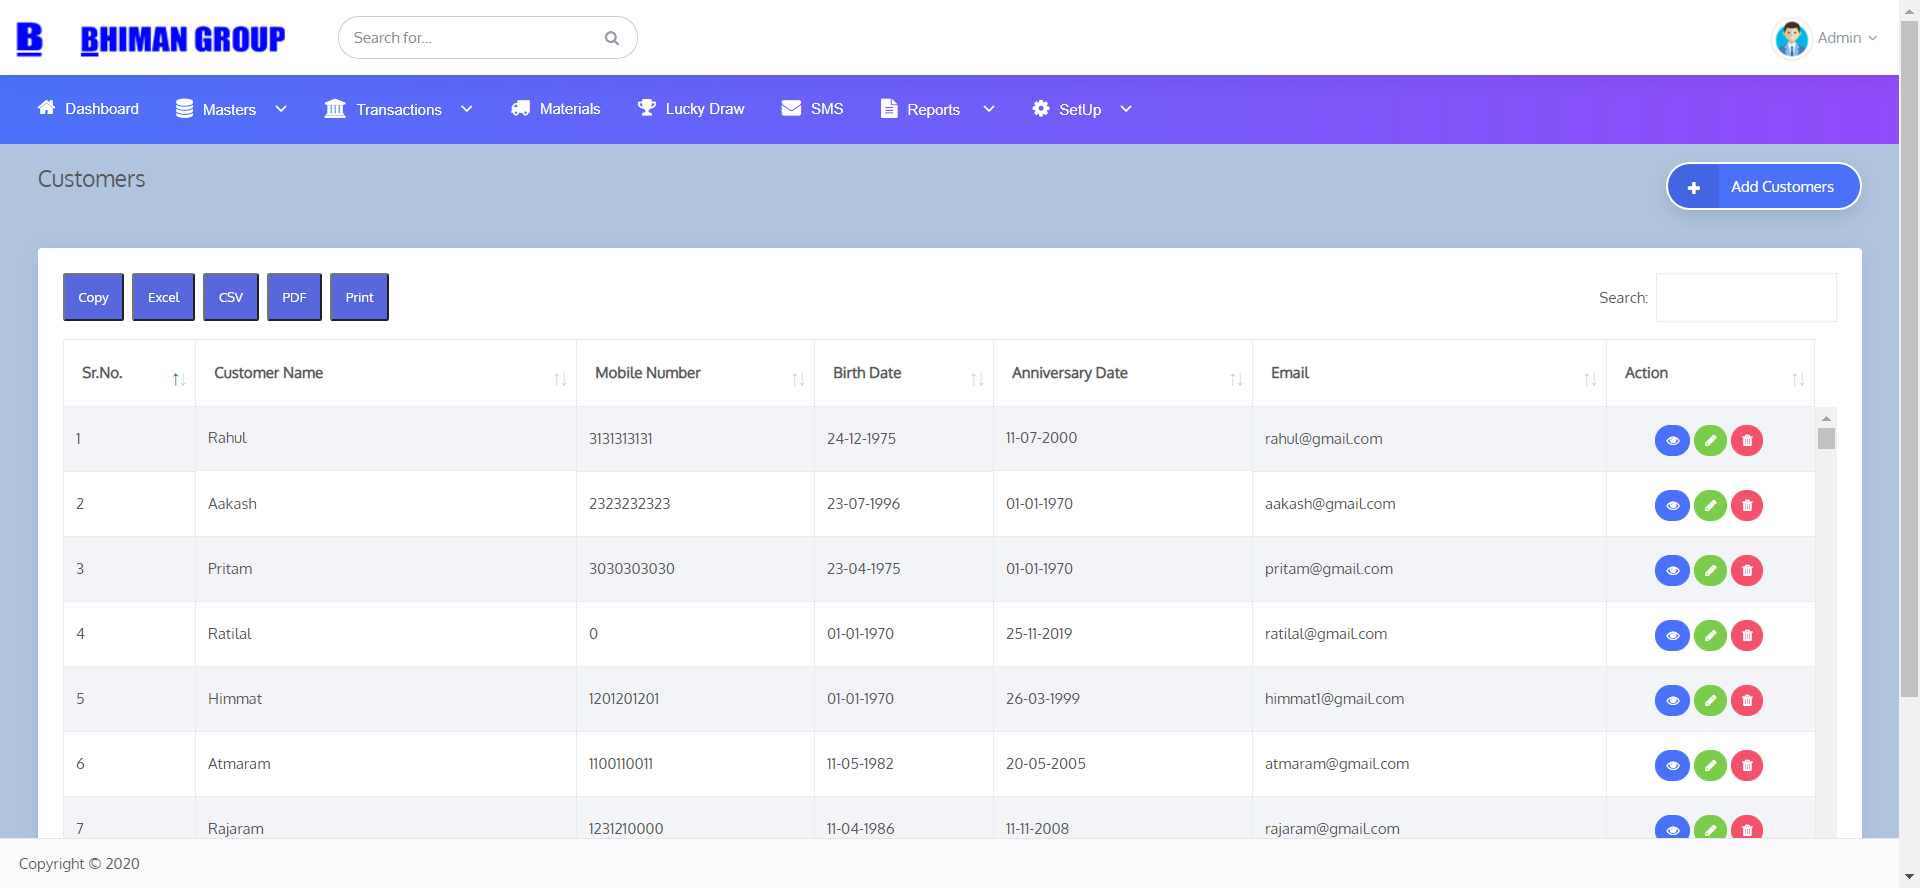 B BHIMAN GROUP Search for... Admin
Dashboard Masters Transactions Materials Lucky Draw SMS Reports SetUp
Customers Add Customers
Copy Excel CSV PDF Print Search:
Sr.No. Customer Name Mobile Number Birth Date Anniversary Date Email Action
1 Rahul 3131313131 24-12-1975 11-07-2000 rahul@gmail.com
2 Aakash 2323232323 23-07-1996 01-01-1970 aakash@gmail.com
3 Pritam 3030303030 23-04-1975 01-01-1970 pritam@gmail.com
4 Ratilal 0 01-01-1970 25-11-2019 ratilal@gmail.com
5 Himmat 1201201201 01-01-1970 26-03-1999 himmat1@gmail.com
6 Atmaram 1100110011 11-05-1982 20-05-2005 atmaram@gmail.com
7 Rajaram 1231210000 11-04-1986 11-11-2008 rajaram@gmail.com
Copyright © 2020